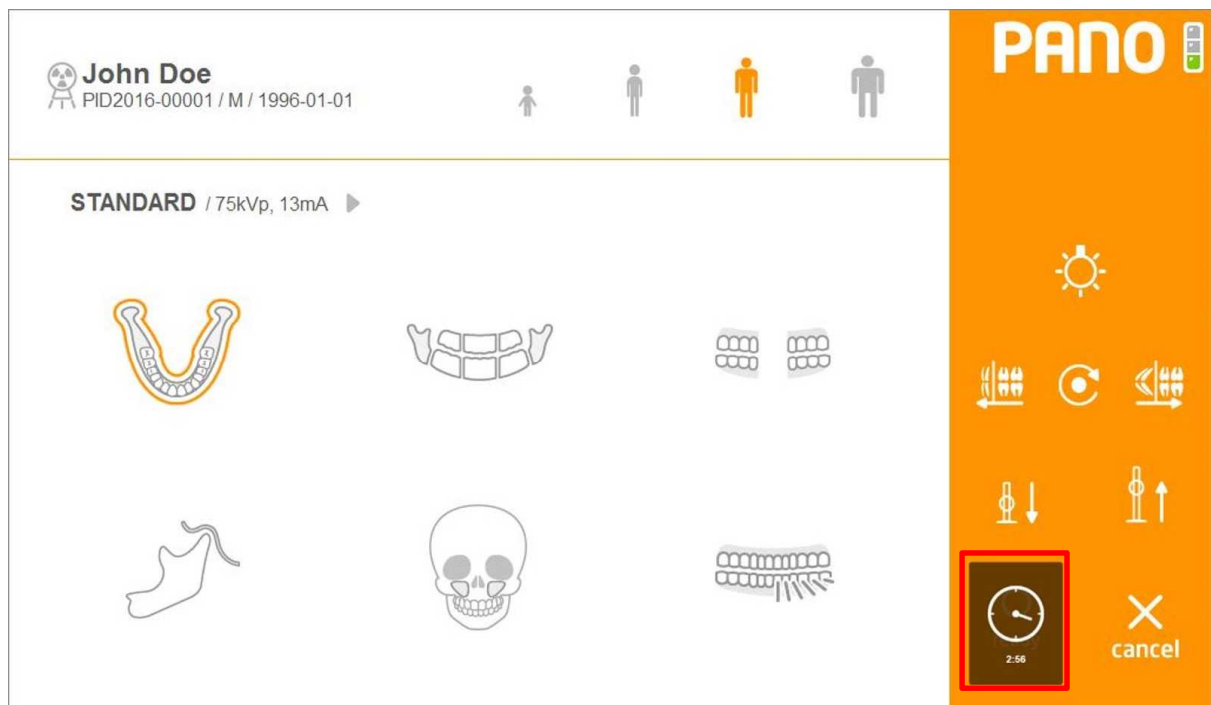 John Doe
PID2016-00001 / M / 1996-01-01
PANO
STANDARD / 75kVp, 13mA
2:56
cancel